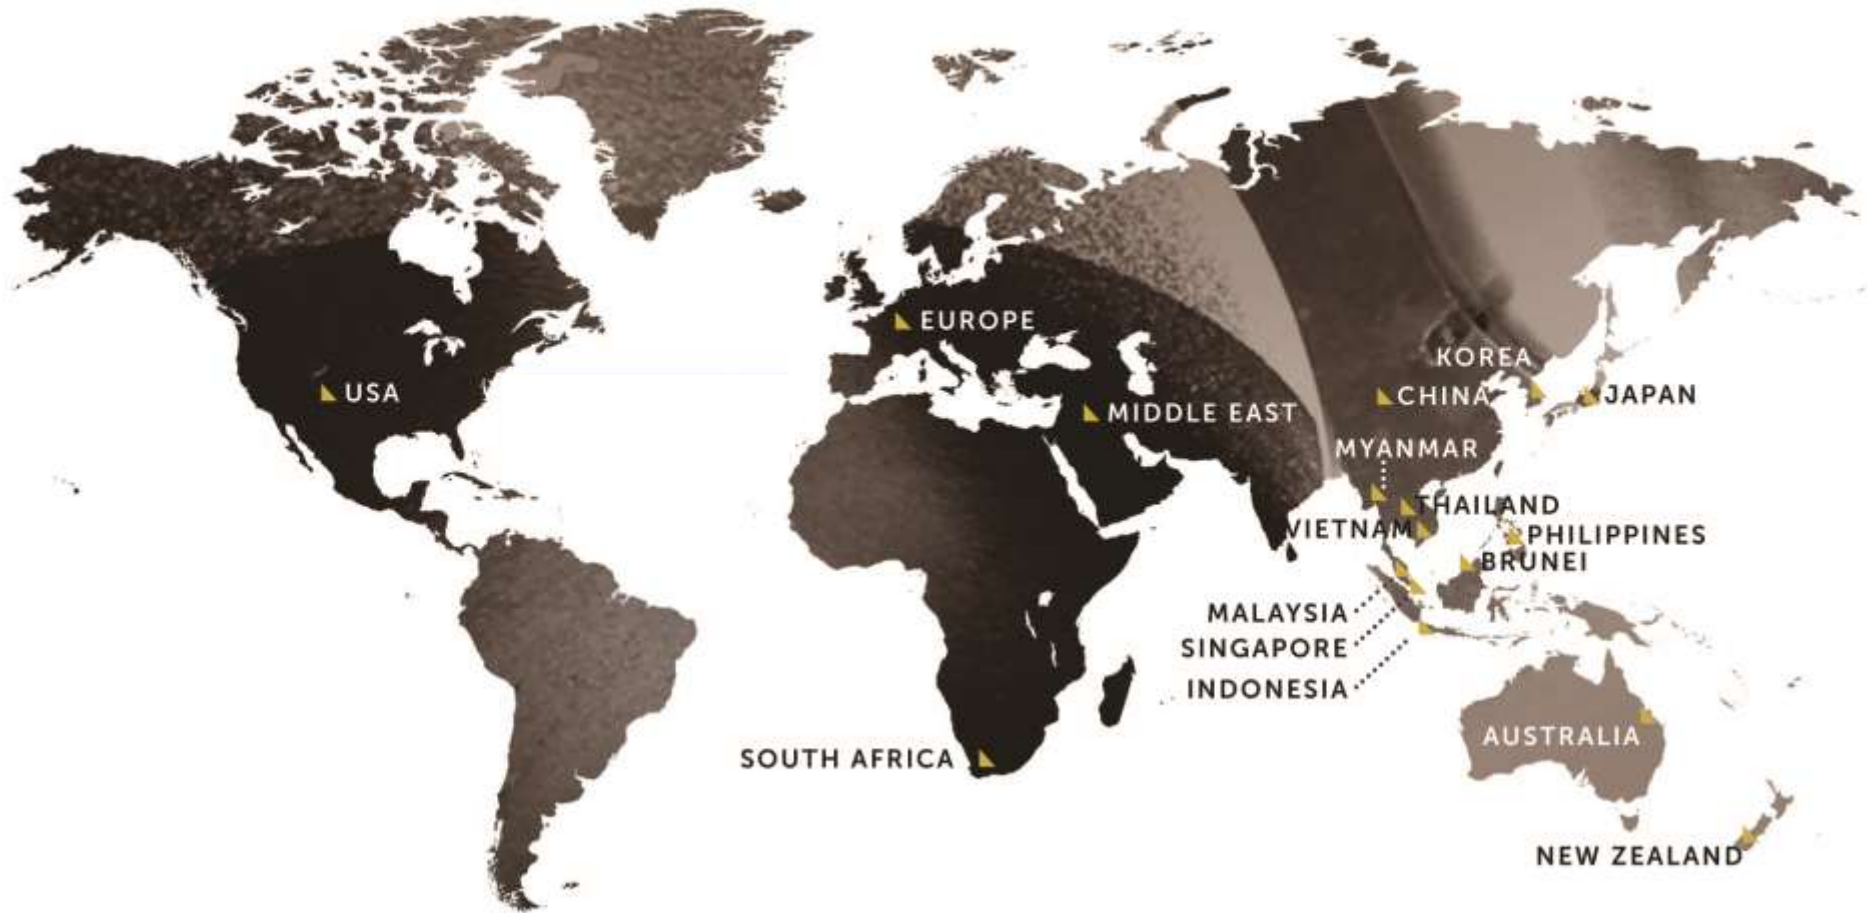 EUROPE
KOREA
USA
CHINA
JAPAN
MIDDLE EAST
MYANMAR
THAILAND
VIETNAM
PHILIPPINES
BRUNEI
MALAYSIA
SINGAPORE
INDONESIA
AUSTRALIA
SOUTH AFRICA
NEW ZEALAND